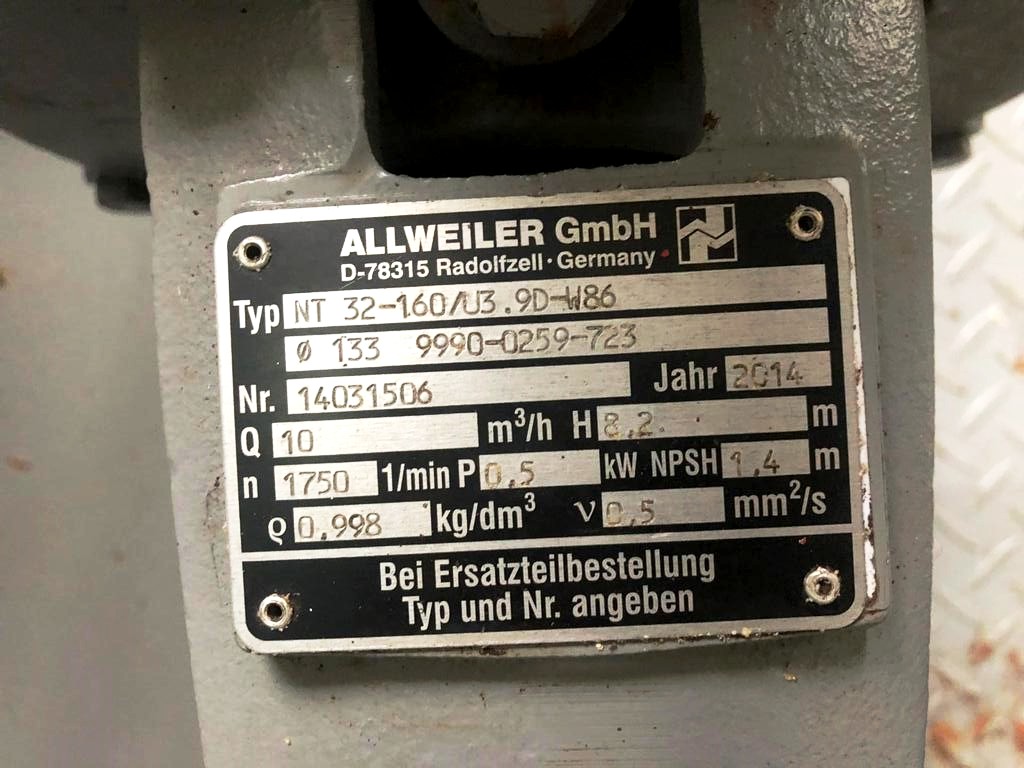 ALLWEILER GmbH
D-78315 Radolfzell · Germany
Typ NT 32-160/U3.9D-W86
Ø 133 9990-0259-723
Nr. 14031506 Jahr 2014
Q 10 m³/h H 8,2 m
n 1750 1/min P 0,5 kW NPSH 1,4 m
ϱ 0,998 kg/dm³ ν 0,5 mm²/s
Bei Ersatzteilbestellung
Typ und Nr. angeben